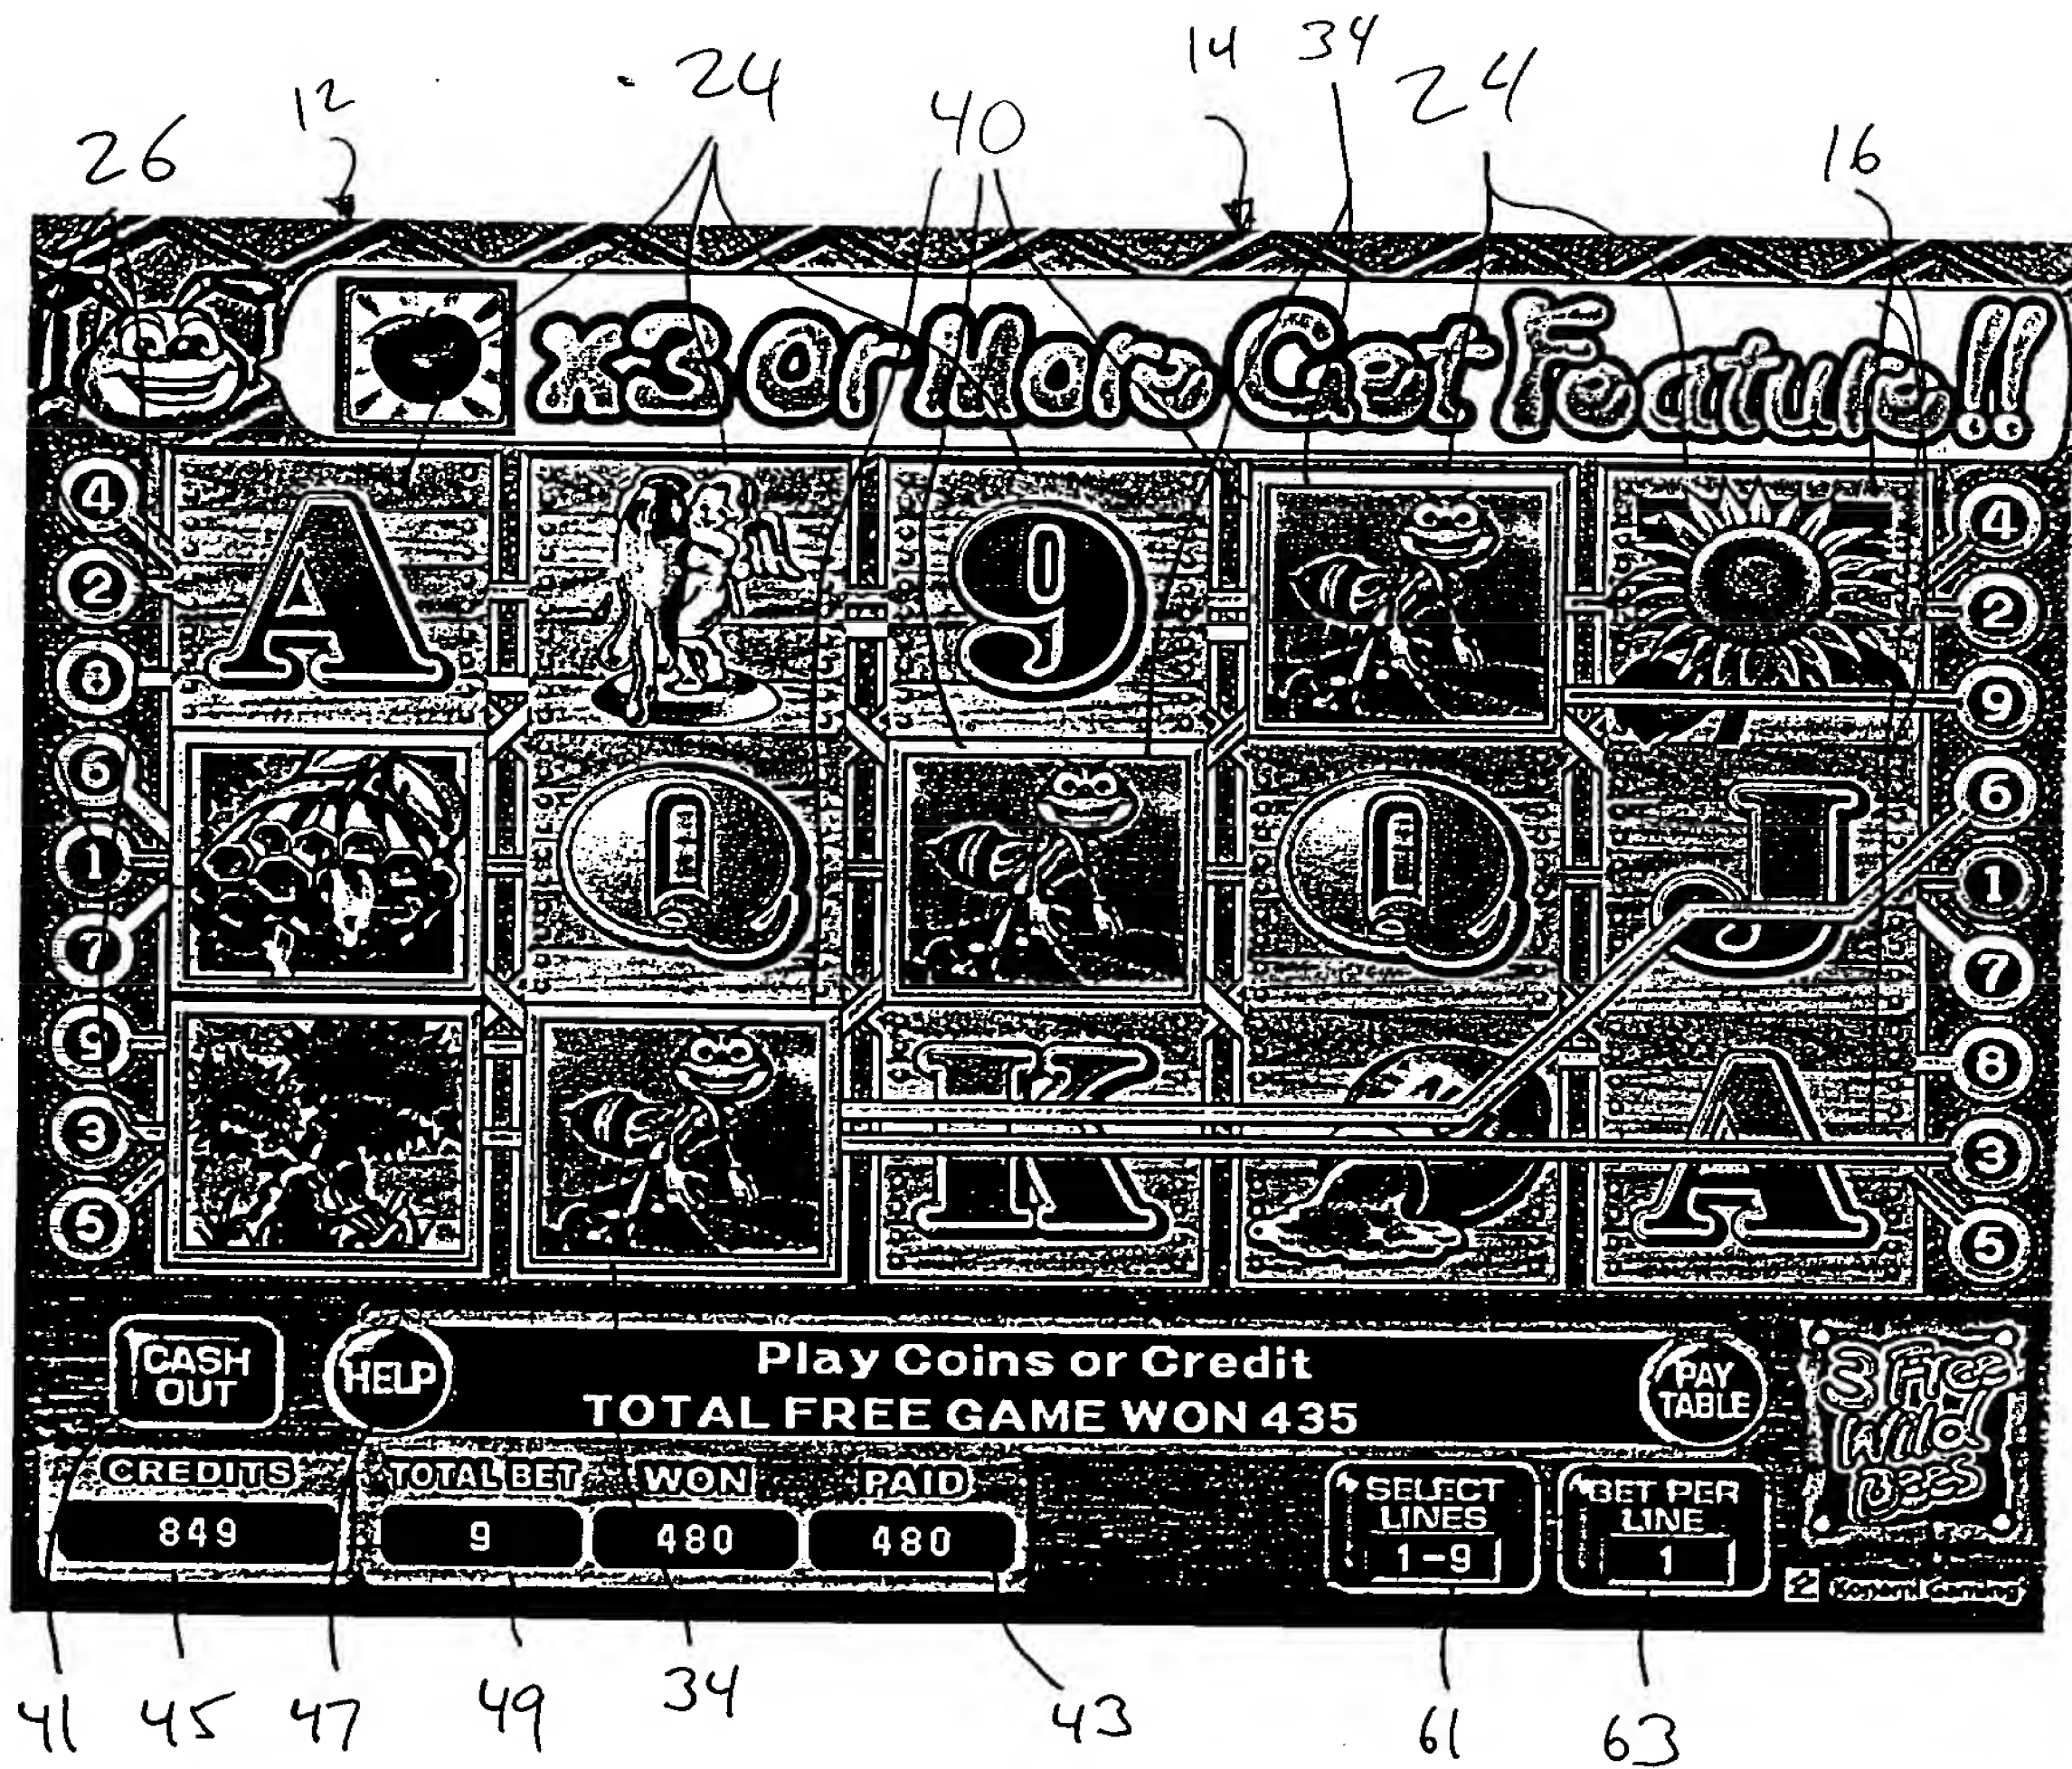 26 12 24 40 14 34 24 16
x3 Or More Get Feature!!
4 A 9 4
2 2
8 9
6 6
1 Q Q J 1
7 7
9 8
3 K A 3
5 5
CASH OUT
HELP
Play Coins or Credit
TOTAL FREE GAME WON 435
PAY TABLE
3 Free Wild Bees
CREDITS TOTAL BET WON PAID
849 9 480 480
SELECT LINES
1-9
BET PER LINE
1
Konami Gaming
41 45 47 49 34 43 61 63